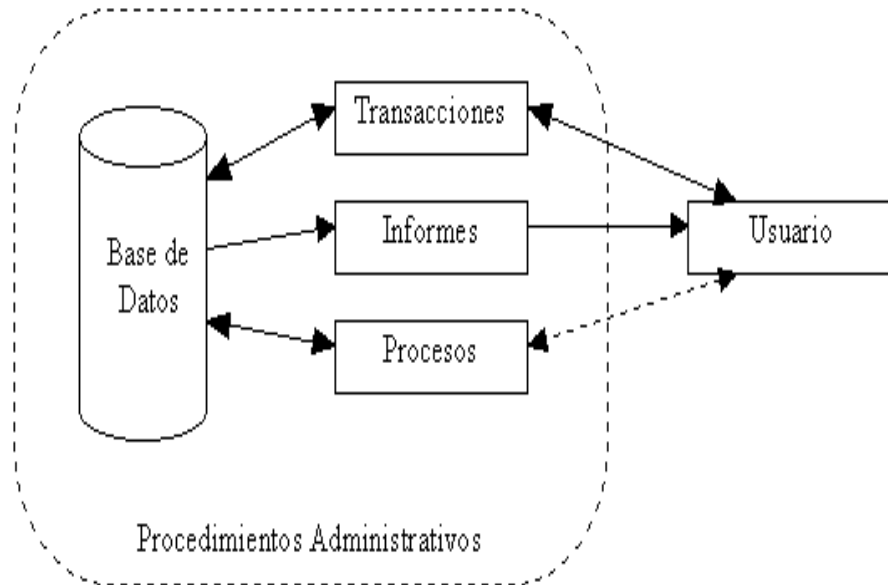 Transacciones
Base de
Datos
Informes
Usuario
Procesos
Procedimientos Administrativos